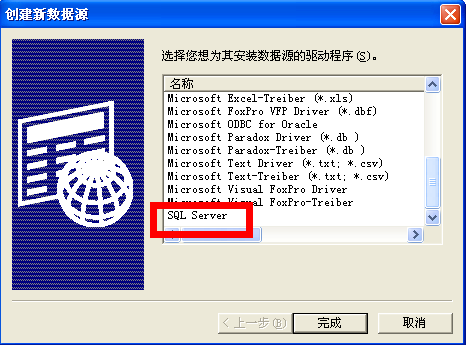 创建新数据源
选择您想为其安装数据源的驱动程序(S)。
名称
Microsoft Excel-Treiber (*.xls)
Microsoft FoxPro VFP Driver (*.dbf)
Microsoft ODBC for Oracle
Microsoft Paradox Driver (*.db )
Microsoft Paradox-Treiber (*.db )
Microsoft Text Driver (*.txt; *.csv)
Microsoft Text-Treiber (*.txt; *.csv)
Microsoft Visual FoxPro Driver
Microsoft Visual FoxPro-Treiber
SQL Server
< 上一步(B) 完成 取消